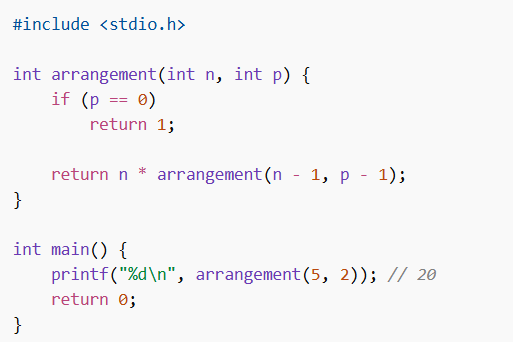 #include <stdio.h>

int arrangement(int n, int p) {
    if (p == 0)
        return 1;

    return n * arrangement(n - 1, p - 1);
}

int main() {
    printf("%d\n", arrangement(5, 2)); // 20
    return 0;
}